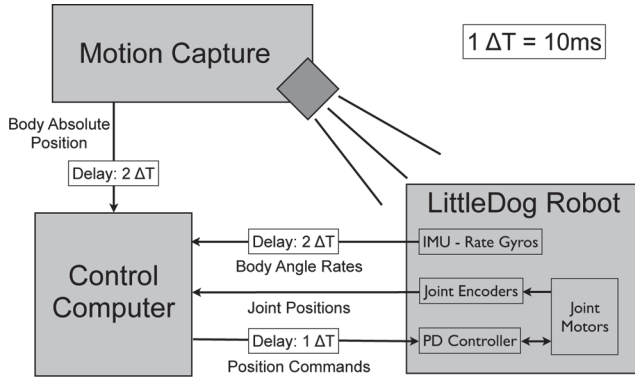 Motion Capture
1 ΔT = 10ms
Body Absolute
Position
Delay: 2 ΔT
LittleDog Robot
Control
Computer
Delay: 2 ΔT
IMU - Rate Gyros
Body Angle Rates
Joint Encoders
Joint Positions
Joint
Motors
Delay: 1 ΔT
PD Controller
Position Commands